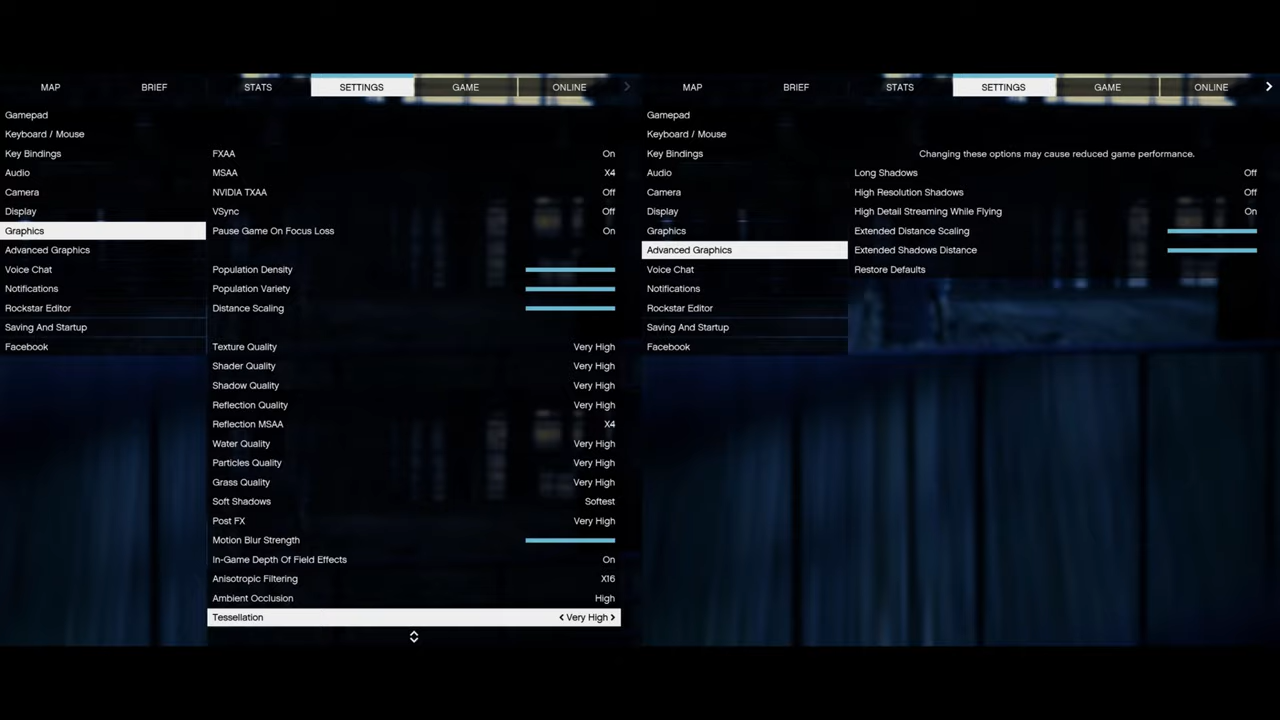 MAP BRIEF STATS SETTINGS GAME ONLINE
Gamepad
Keyboard / Mouse
Key Bindings
Audio
Camera
Display
Graphics
Advanced Graphics
Voice Chat
Notifications
Rockstar Editor
Saving And Startup
Facebook
FXAA On
MSAA X4
NVIDIA TXAA Off
VSync Off
Pause Game On Focus Loss On
Population Density
Population Variety
Distance Scaling
Texture Quality Very High
Shader Quality Very High
Shadow Quality Very High
Reflection Quality Very High
Reflection MSAA X4
Water Quality Very High
Particles Quality Very High
Grass Quality Very High
Soft Shadows Softest
Post FX Very High
Motion Blur Strength
In-Game Depth Of Field Effects On
Anisotropic Filtering X16
Ambient Occlusion High
Tessellation < Very High >
MAP BRIEF STATS SETTINGS GAME ONLINE >
Gamepad
Keyboard / Mouse
Key Bindings
Audio
Camera
Display
Graphics
Advanced Graphics
Voice Chat
Notifications
Rockstar Editor
Saving And Startup
Facebook
Changing these options may cause reduced game performance.
Long Shadows Off
High Resolution Shadows Off
High Detail Streaming While Flying On
Extended Distance Scaling
Extended Shadows Distance
Restore Defaults